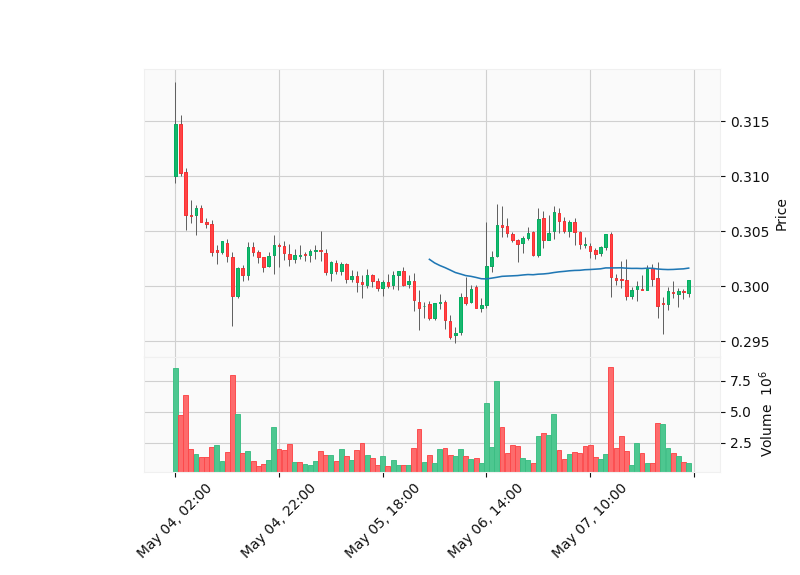 0.315
0.310
0.305
0.300
0.295
Price
7.5
5.0
2.5
Volume 10^6
May 04, 02:00
May 04, 22:00
May 05, 18:00
May 06, 14:00
May 07, 10:00